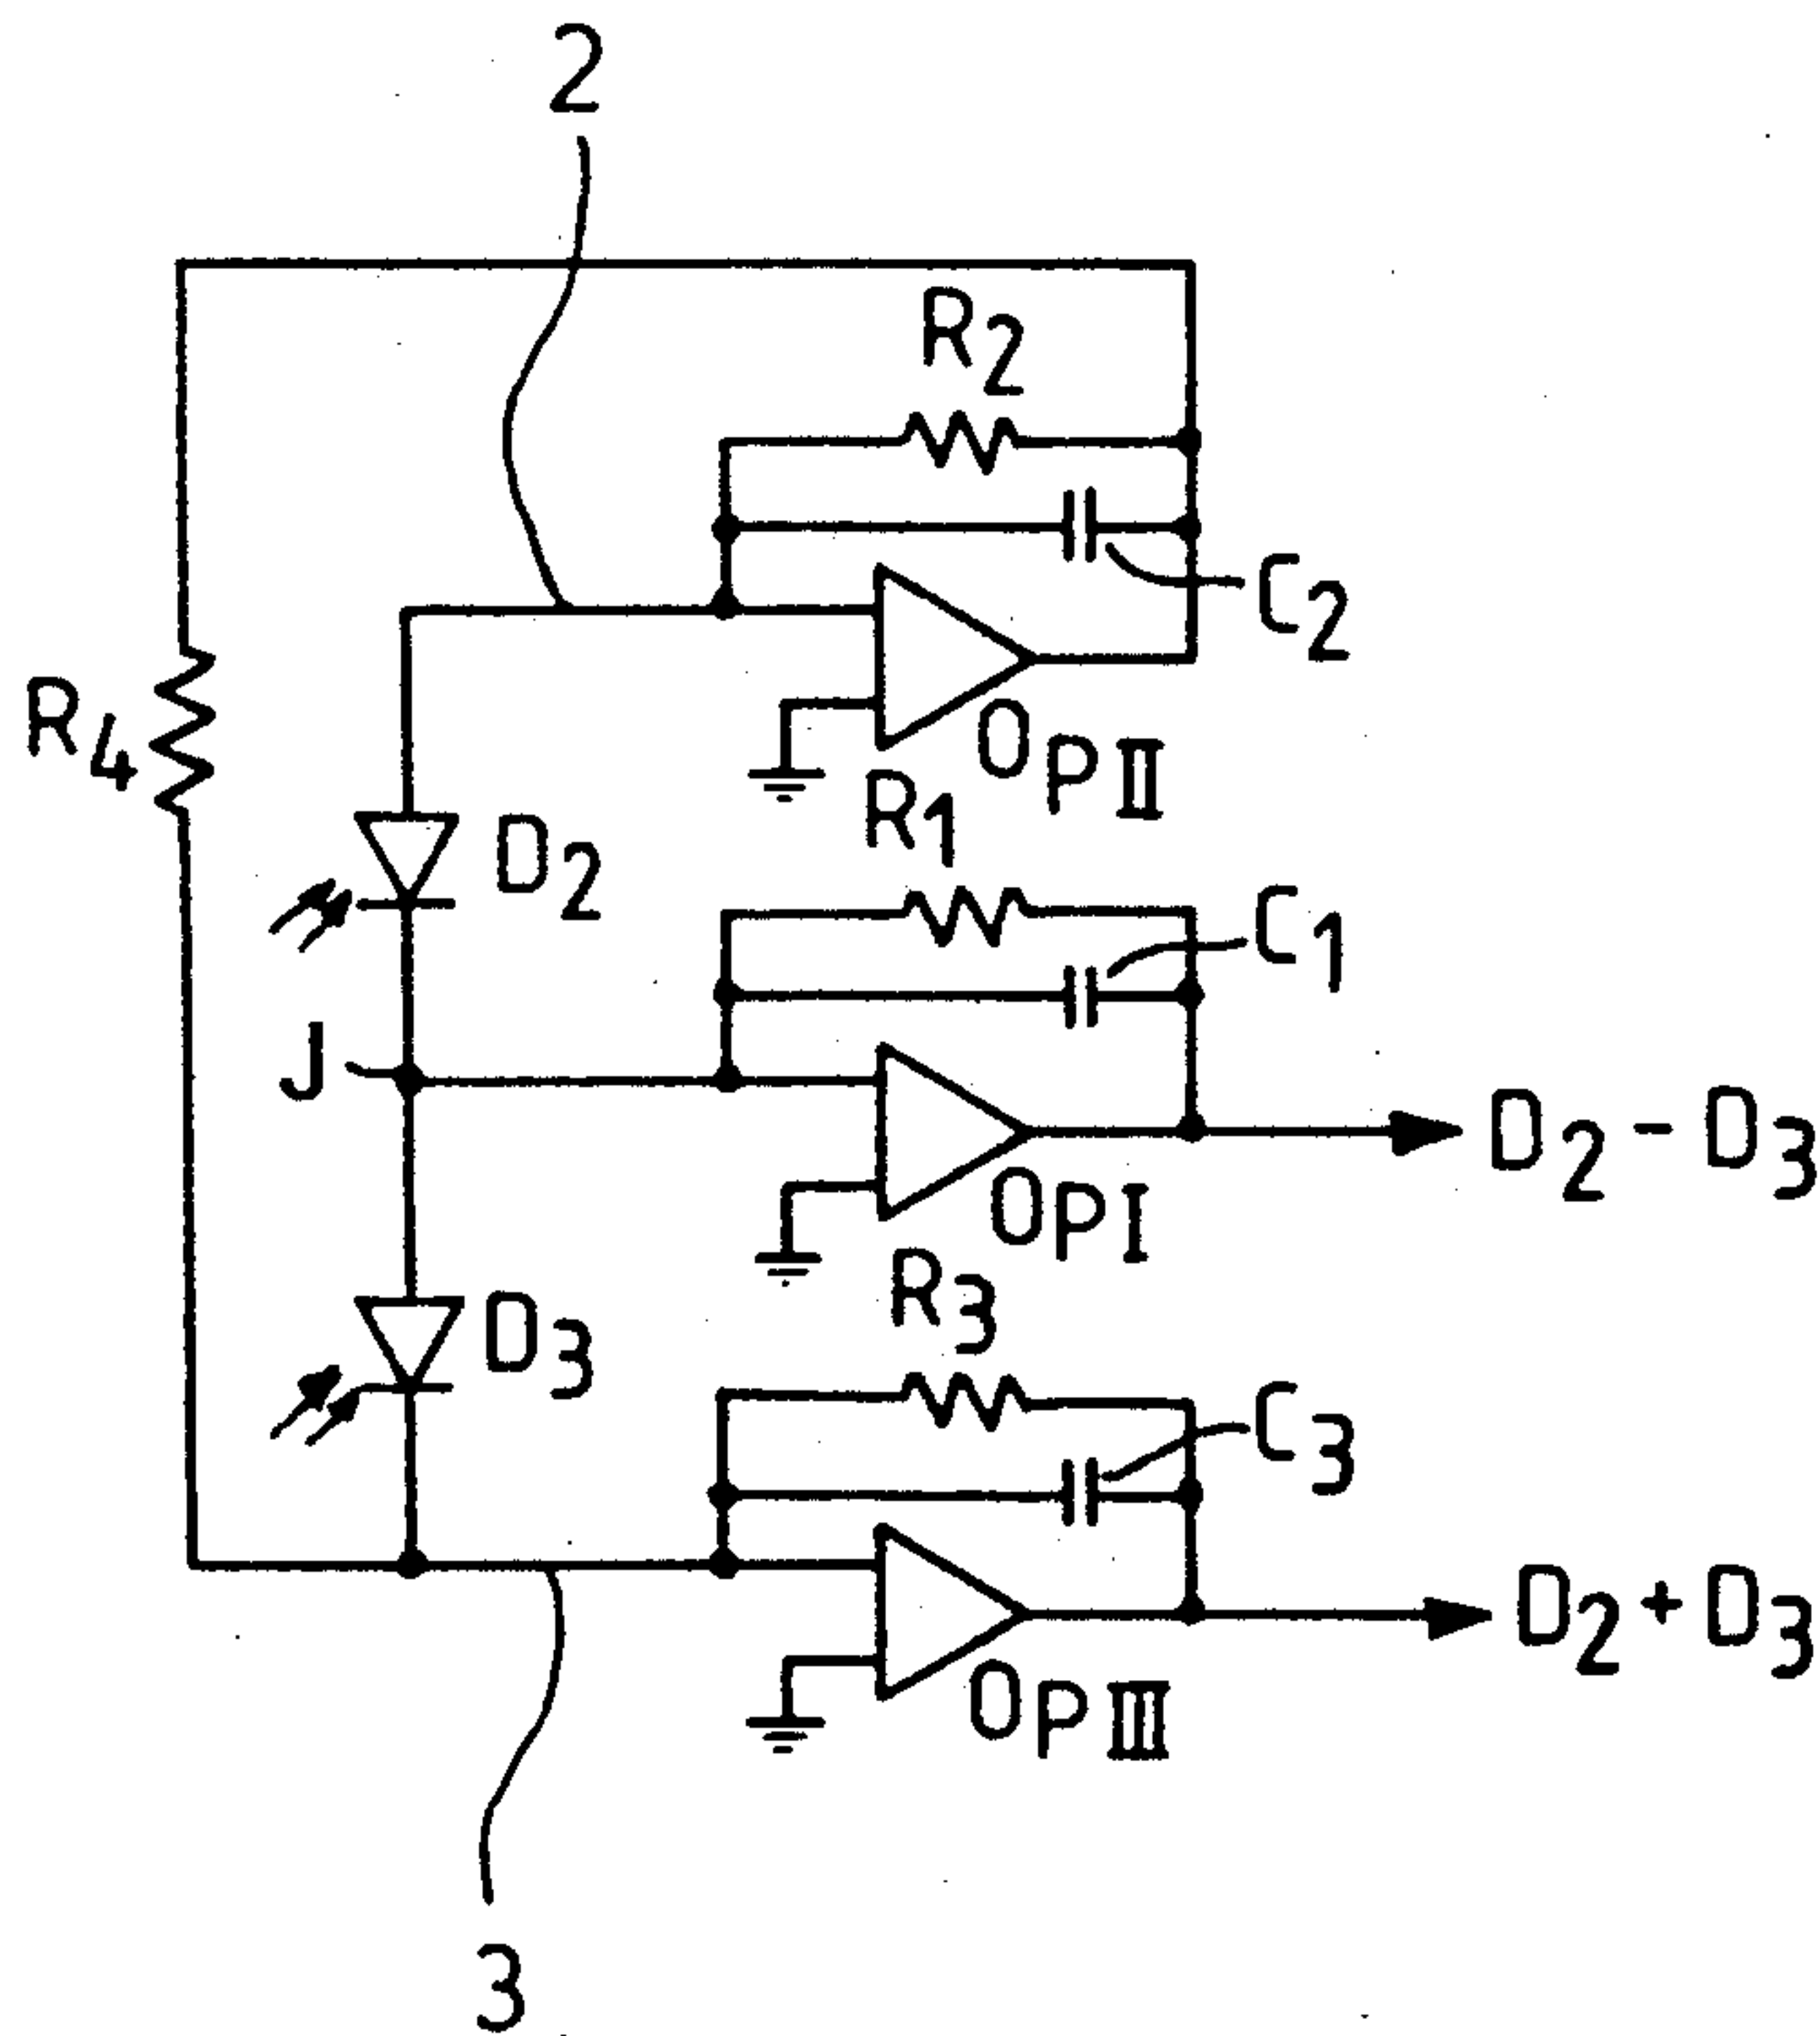 2
R2
C2
R4
OPII
R1
D2
C1
J
D2 - D3
OPI
R3
D3
C3
D2 + D3
OPIII
3